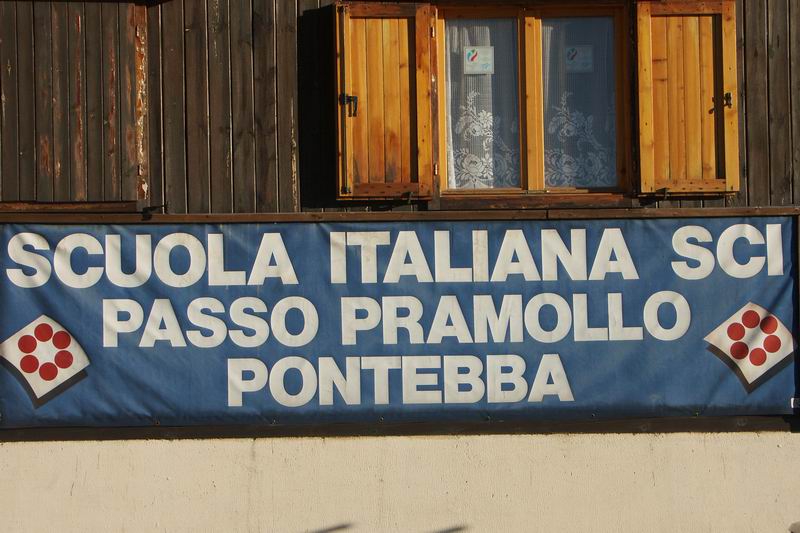 SCUOLA ITALIANA SCI
PASSO PRAMOLLO
PONTEBBA